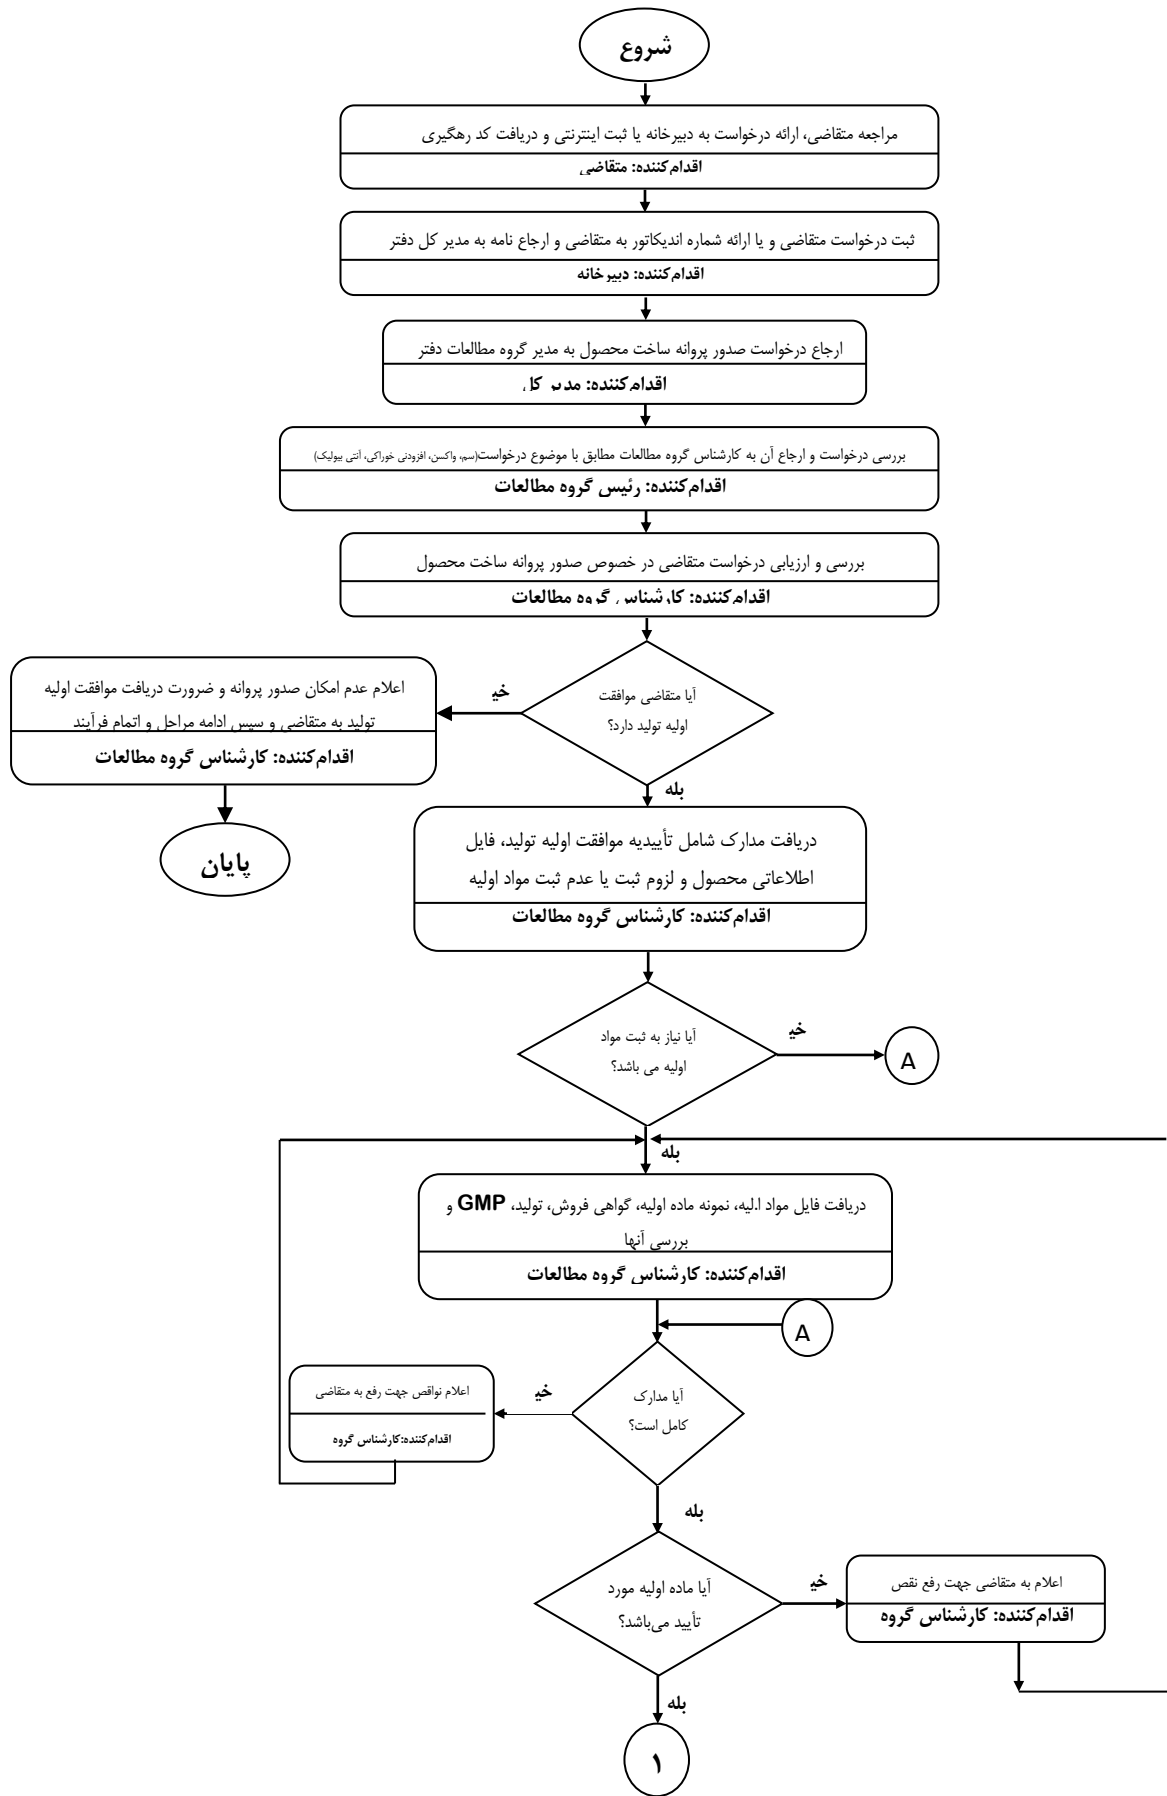 شروع
مراجعه متقاضی، ارائه درخواست به دبیرخانه یا ثبت اینترنتی و دریافت کد رهگیری
اقدام‌کننده: متقاضی
ثبت درخواست متقاضی و یا ارائه شماره اندیکاتور به متقاضی و ارجاع نامه به مدیر کل دفتر
اقدام‌کننده: دبیرخانه
ارجاع درخواست صدور پروانه ساخت محصول به مدیر گروه مطالعات دفتر
اقدام‌کننده: مدیر کل
بررسی درخواست و ارجاع آن به کارشناس گروه مطالعات مطابق با موضوع درخواست(سم، واکسن، افزودنی خوراکی، آنتی بیولیک)
اقدام‌کننده: رئیس گروه مطالعات
بررسی و ارزیابی درخواست متقاضی در خصوص صدور پروانه ساخت محصول
اقدام‌کننده: کارشناس گروه مطالعات
آیا متقاضی موافقت
اولیه تولید دارد؟
خیر
اعلام عدم امکان صدور پروانه و ضرورت دریافت موافقت اولیه
تولید به متقاضی و سپس ادامه مراحل و اتمام فرآیند
اقدام‌کننده: کارشناس گروه مطالعات
پایان
بله
دریافت مدارک شامل تأییدیه موافقت اولیه تولید، فایل
اطلاعاتی محصول و لزوم ثبت یا عدم ثبت مواد اولیه
اقدام‌کننده: کارشناس گروه مطالعات
آیا نیاز به ثبت مواد
اولیه می باشد؟
خیر
A
بله
دریافت فایل مواد ا.لیه، نمونه ماده اولیه، گواهی فروش، تولید، GMP و
بررسی آنها
اقدام‌کننده: کارشناس گروه مطالعات
A
آیا مدارک
کامل است؟
خیر
اعلام نواقص جهت رفع به متقاضی
اقدام‌کننده:کارشناس گروه
بله
آیا ماده اولیه مورد
تأیید می‌باشد؟
خیر
اعلام به متقاضی جهت رفع نقص
اقدام‌کننده: کارشناس گروه
بله
۱